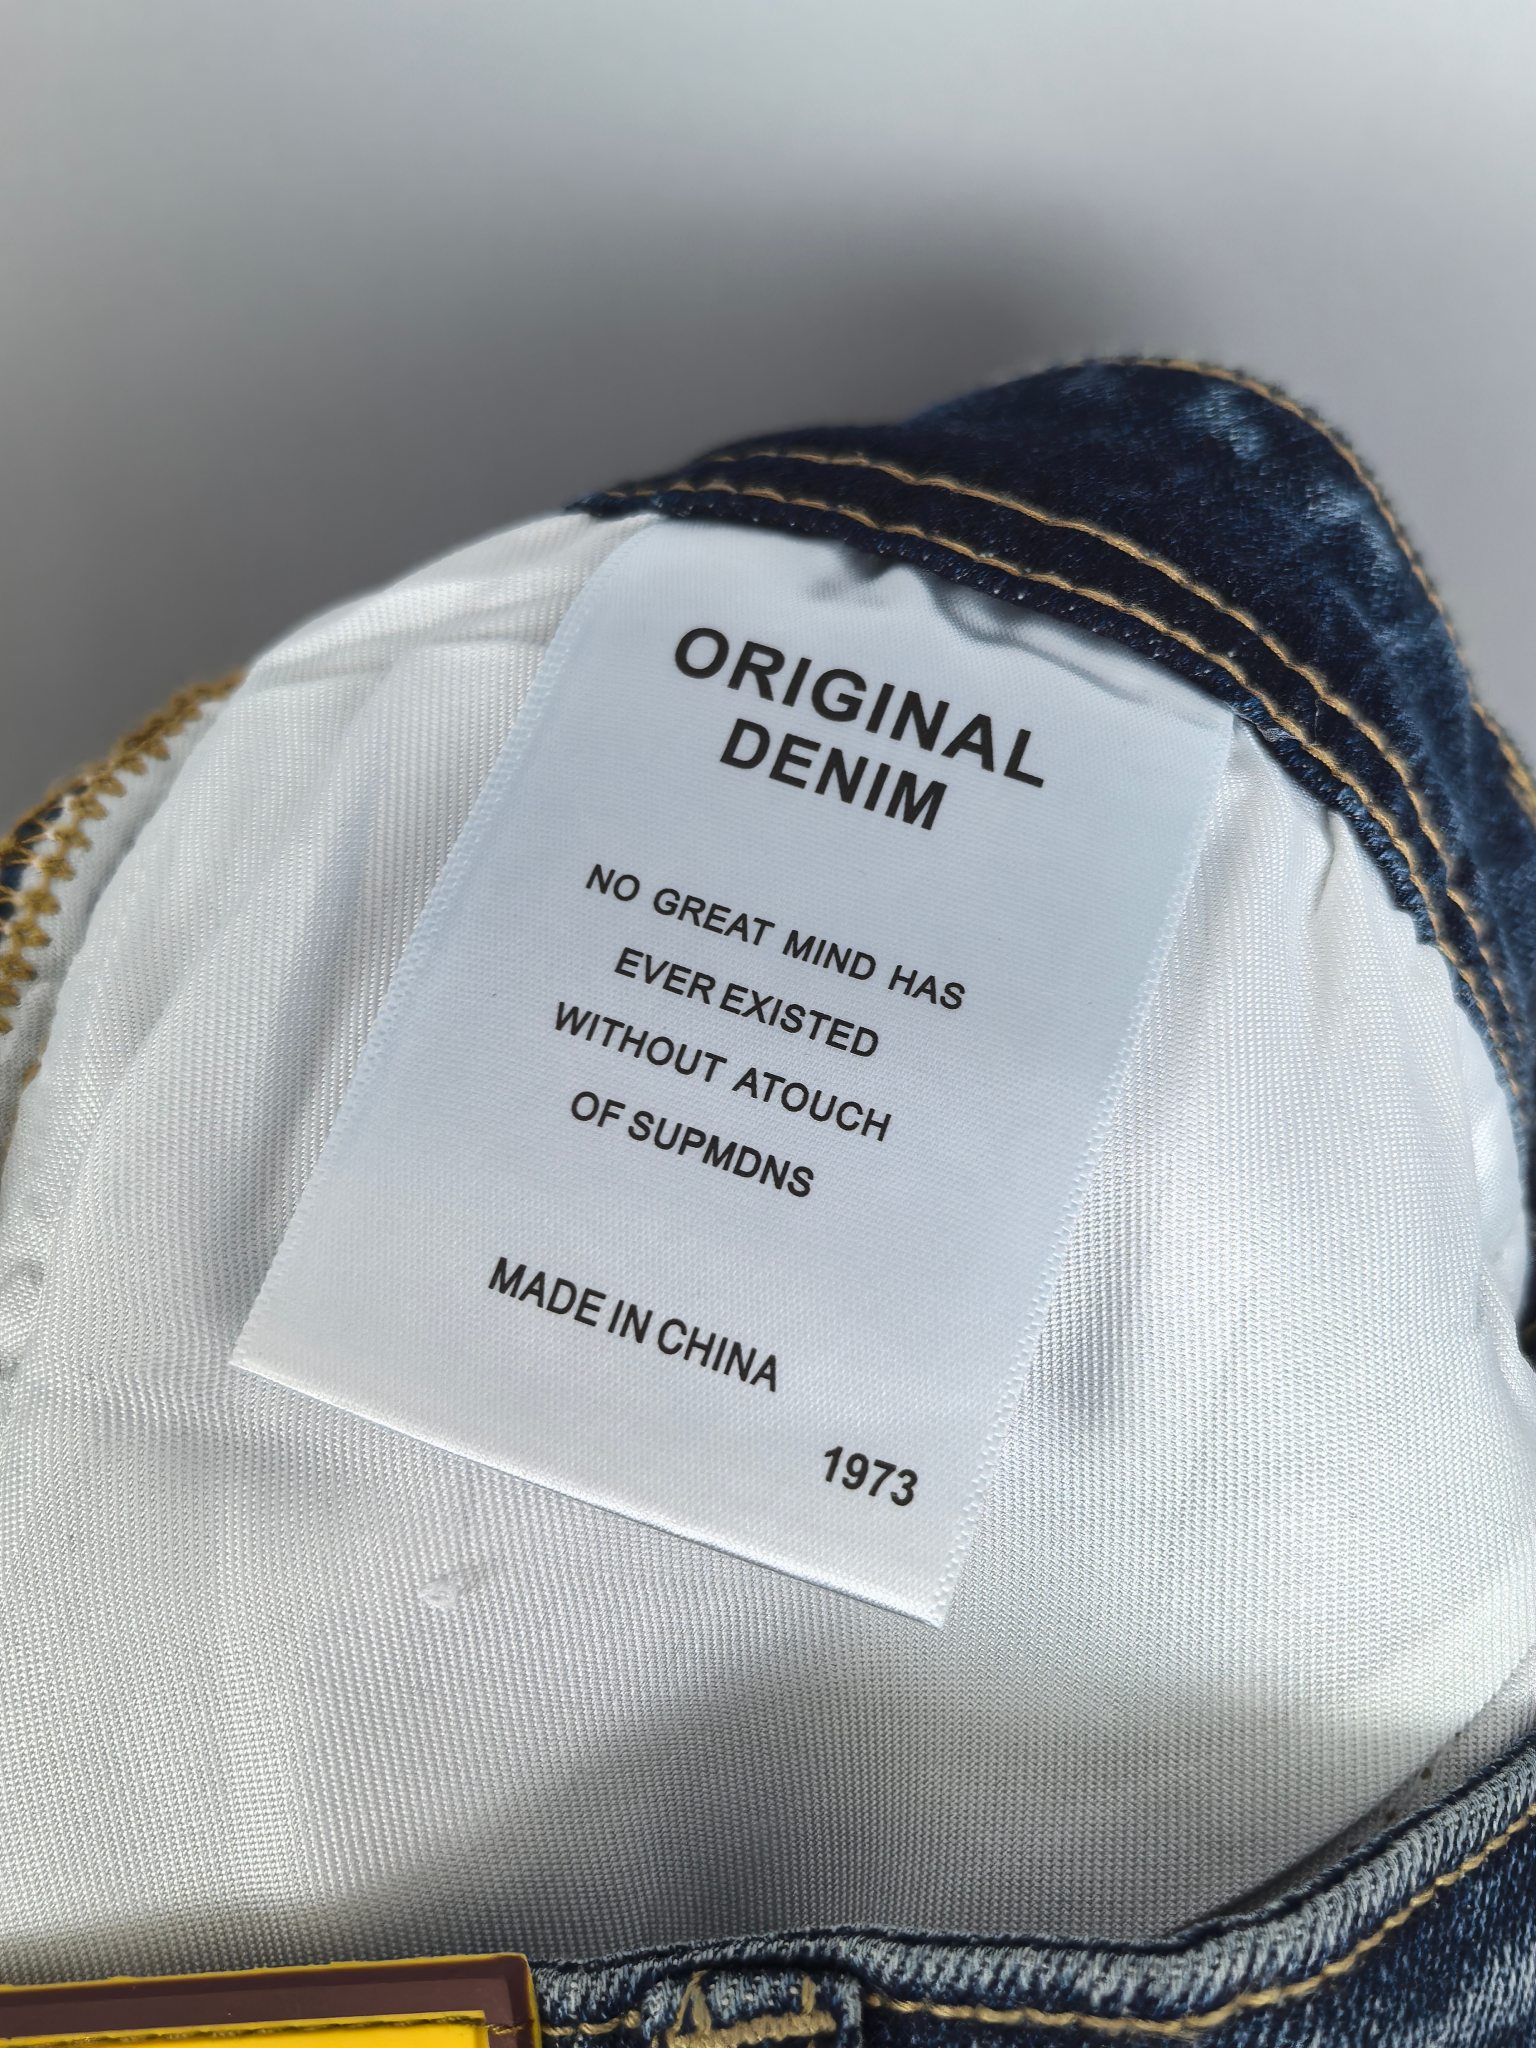 ORIGINAL
DENIM
NO GREAT MIND HAS
EVER EXISTED
WITHOUT ATOUCH
OF SUPMDNS
MADE IN CHINA
1973